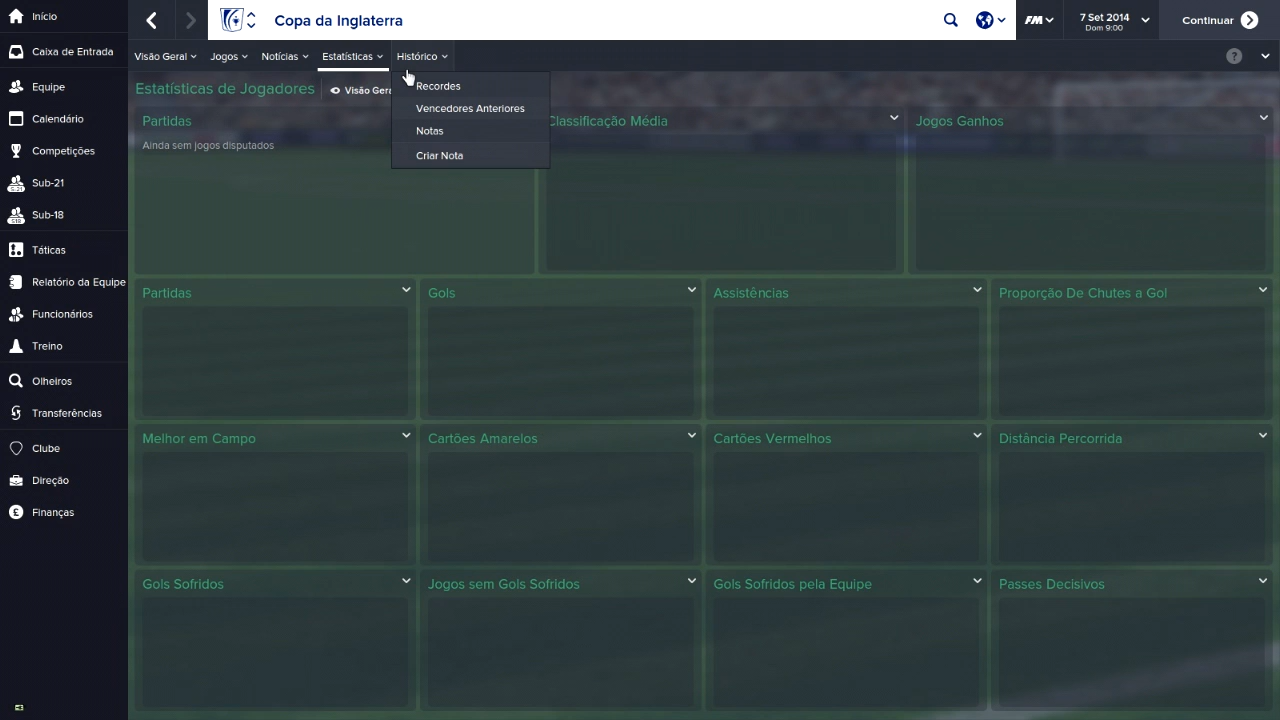 Início
Copa da Inglaterra
FM
7 Set 2014
Dom 9:00
Continuar
Caixa de Entrada
Visão Geral
Jogos
Notícias
Estatísticas
Histórico
?
Equipe
Estatísticas de Jogadores
Visão Gera
Recordes
Vencedores Anteriores
Notas
Criar Nota
Calendário
Competições
Sub-21
Sub-18
Táticas
Relatório da Equipe
Funcionários
Treino
Olheiros
Transferências
Clube
Direção
Finanças
Partidas
Ainda sem jogos disputados
Classificação Média
Jogos Ganhos
Partidas
Gols
Assistências
Proporção De Chutes a Gol
Melhor em Campo
Cartões Amarelos
Cartões Vermelhos
Distância Percorrida
Gols Sofridos
Jogos sem Gols Sofridos
Gols Sofridos pela Equipe
Passes Decisivos